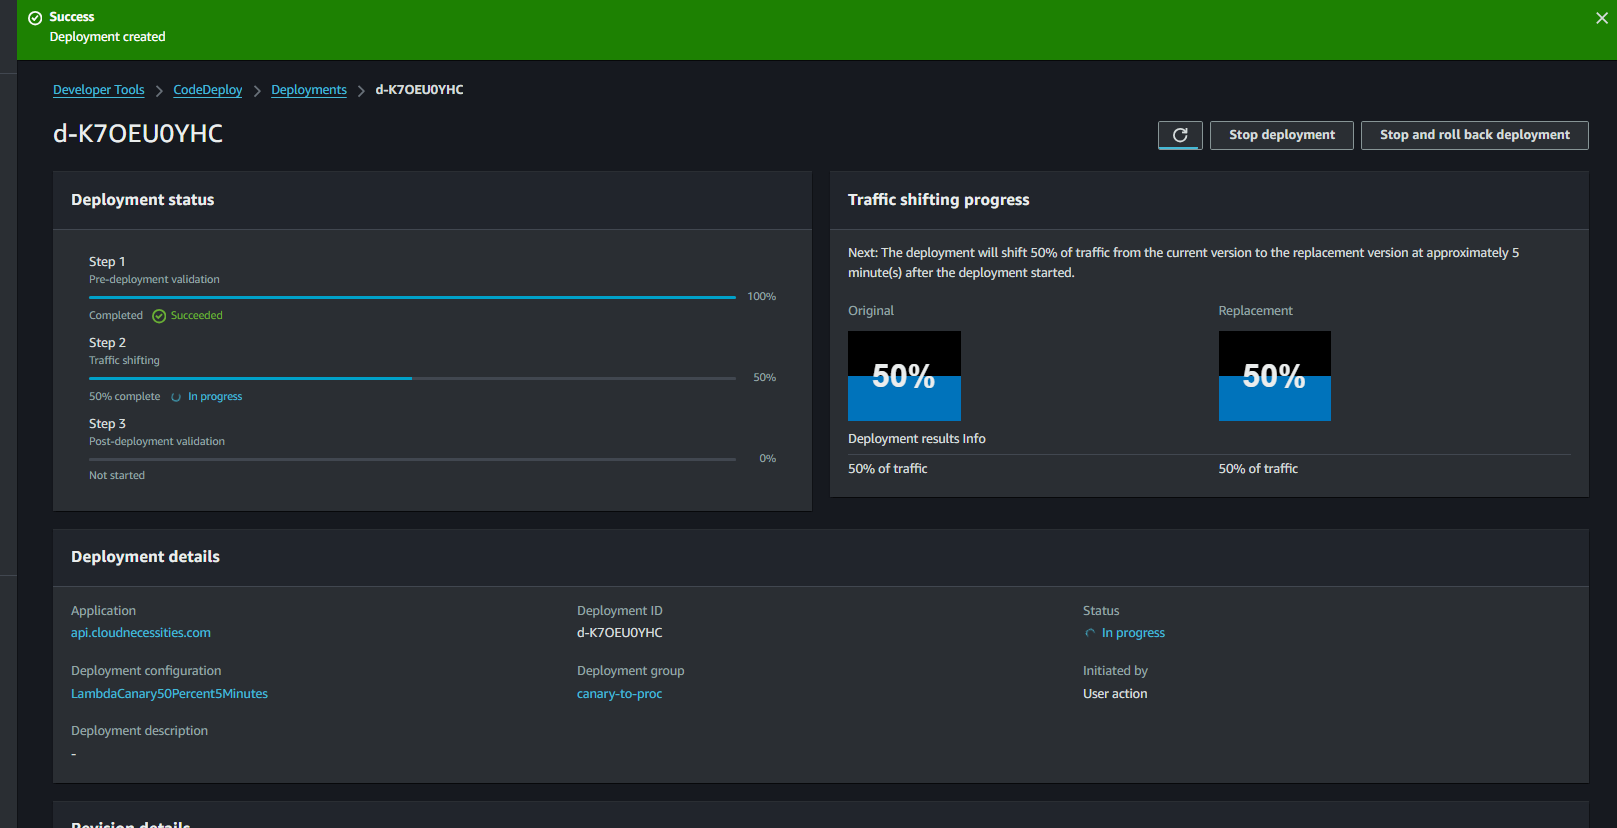 Success
Deployment created
Developer Tools > CodeDeploy > Deployments > d-K7OEU0YHC
d-K7OEU0YHC
Stop deployment
Stop and roll back deployment
Deployment status
Step 1
Pre-deployment validation
100%
Completed Succeeded
Step 2
Traffic shifting
50%
50% complete In progress
Step 3
Post-deployment validation
0%
Not started
Traffic shifting progress
Next: The deployment will shift 50% of traffic from the current version to the replacement version at approximately 5
minute(s) after the deployment started.
Original Replacement
50% 50%
Deployment results Info
50% of traffic 50% of traffic
Deployment details
Application
api.cloudnecessities.com
Deployment ID
d-K7OEU0YHC
Status
In progress
Deployment configuration
LambdaCanary50Percent5Minutes
Deployment group
canary-to-proc
Initiated by
User action
Deployment description
-
Revision details